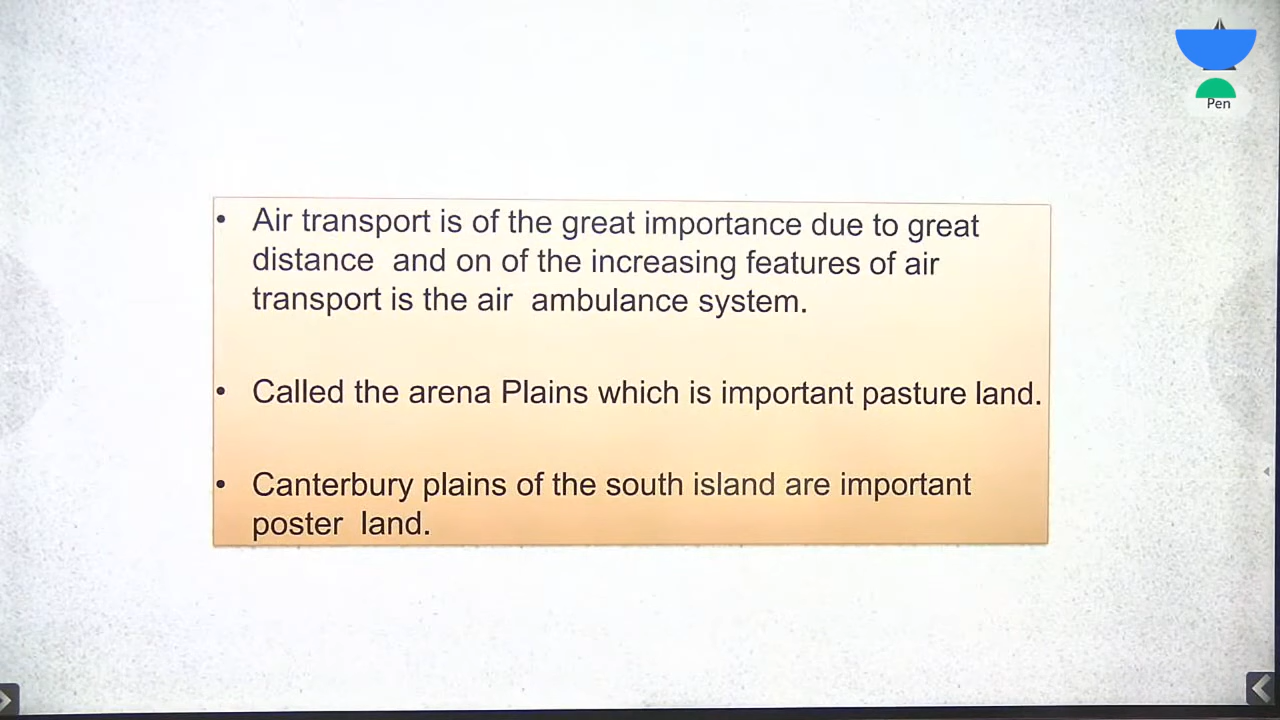 Pen
• Air transport is of the great importance due to great
distance and on of the increasing features of air
transport is the air ambulance system.
• Called the arena Plains which is important pasture land.
• Canterbury plains of the south island are important
poster land.